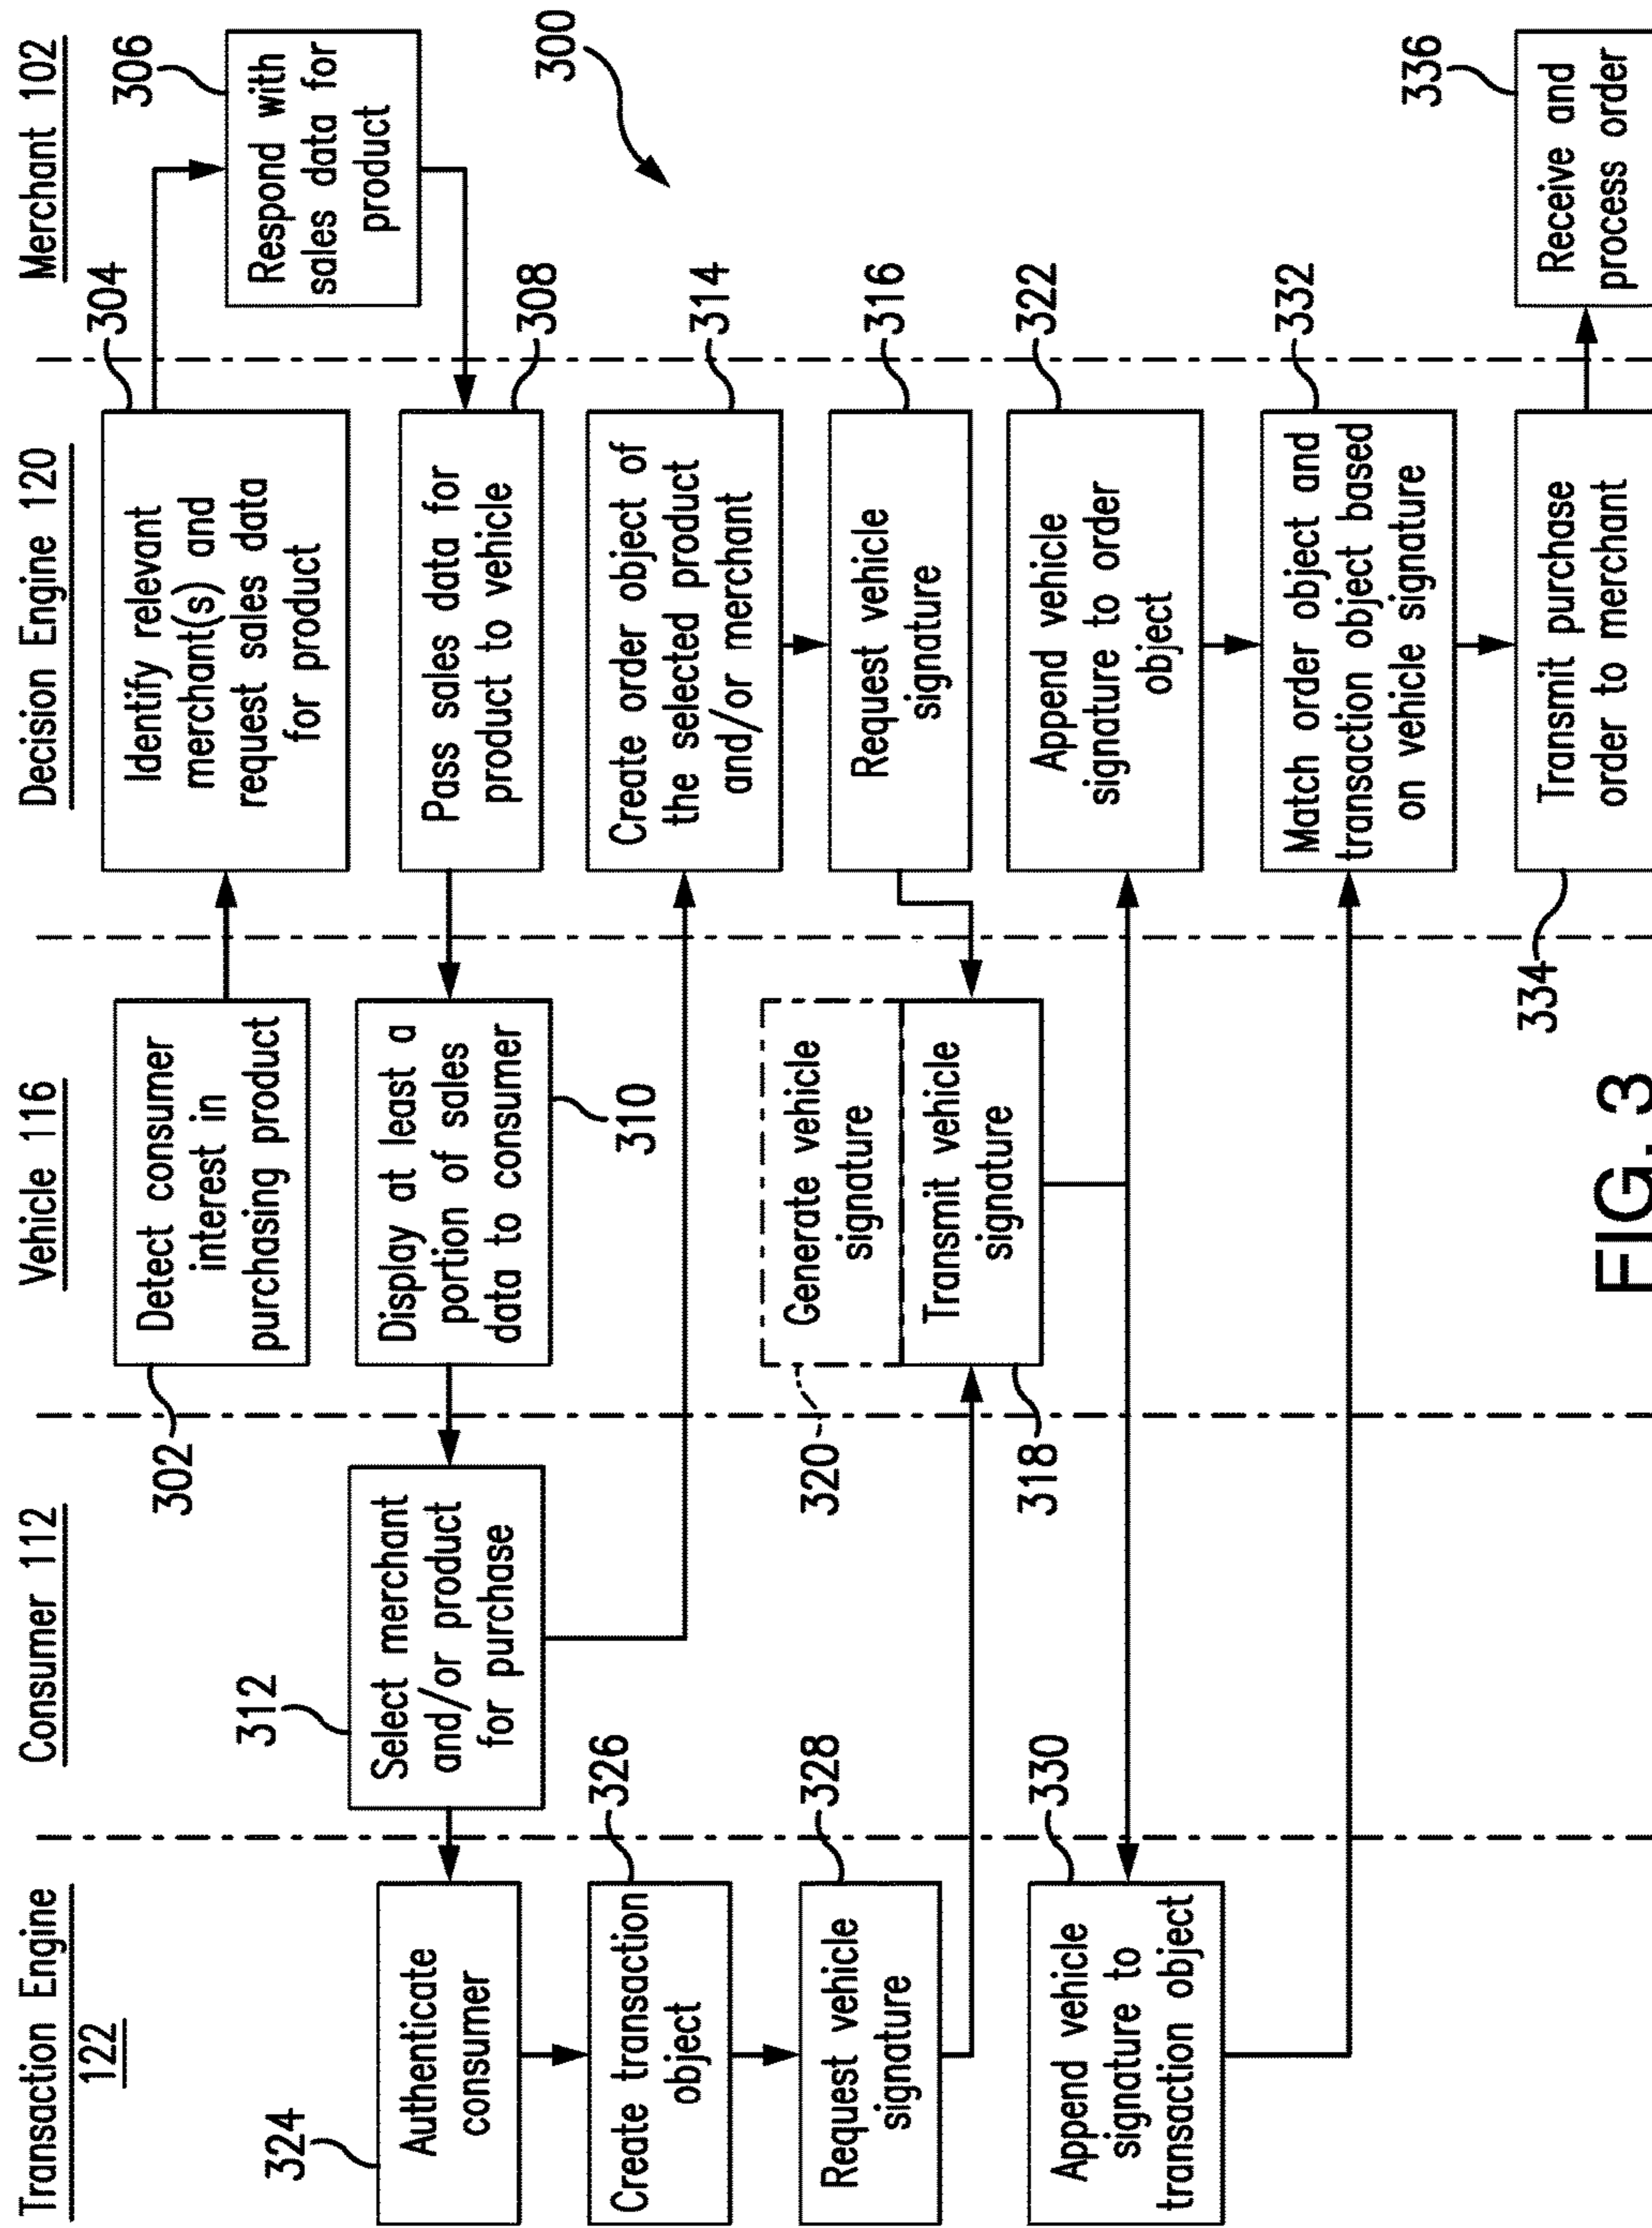 Transaction Engine
122
Consumer 112
Vehicle 116
Decision Engine 120
Merchant 102
302
Detect consumer
interest in
purchasing product
304
Identify relevant
merchant(s) and
request sales data
for product
306
Respond with
sales data for
product
308
Pass sales data for
product to vehicle
300
310
Display at least a
portion of sales
data to consumer
312
Select merchant
and/or product
for purchase
324
Authenticate
consumer
314
Create order object of
the selected product
and/or merchant
326
Create transaction
object
316
Request vehicle
signature
328
Request vehicle
signature
320
Generate vehicle
signature
318
Transmit vehicle
signature
322
Append vehicle
signature to order
object
330
Append vehicle
signature to
transaction object
332
Match order object and
transaction object based
on vehicle signature
334
Transmit purchase
order to merchant
336
Receive and
process order
FIG. 3